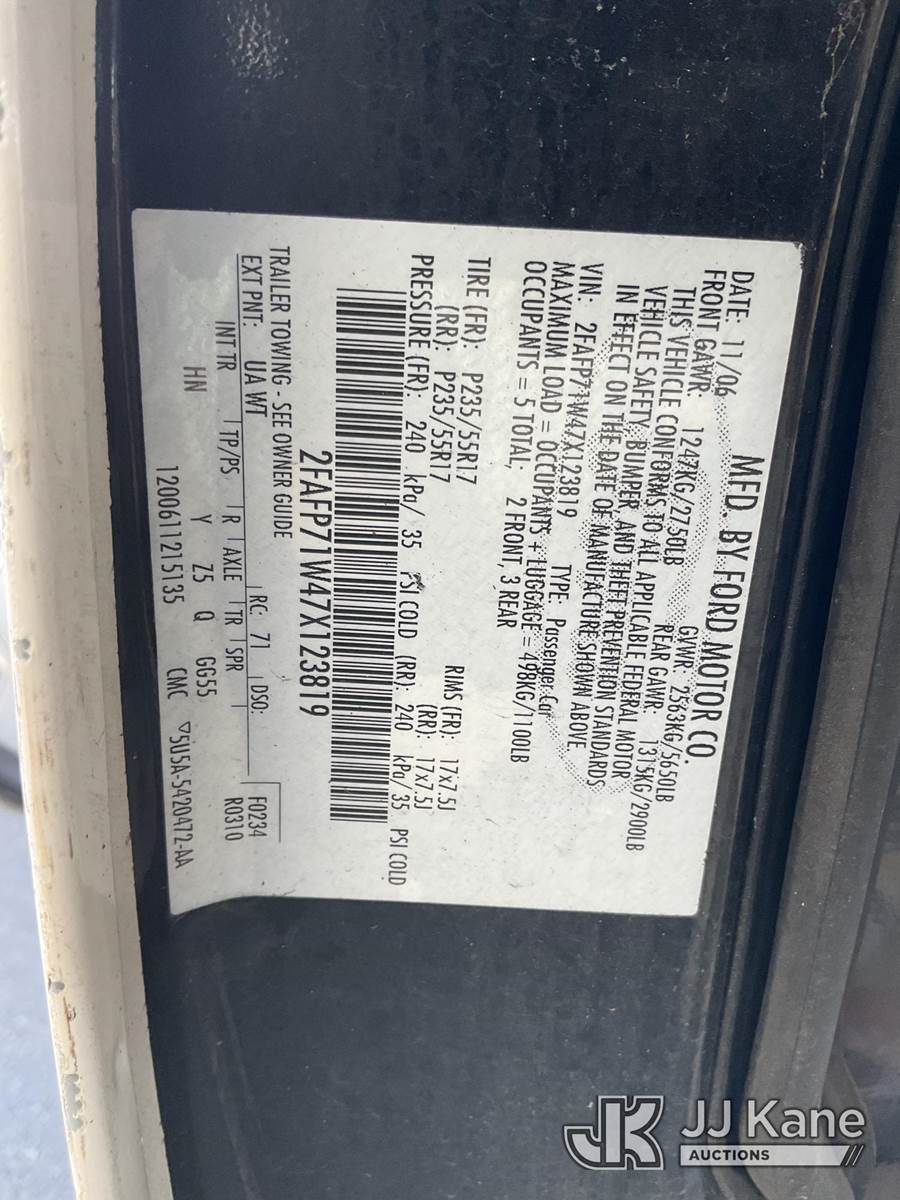 MED. BY FORD MOTOR CO.
DATE: 11/06 GVWR: 2563KG/5650LB
FRONT GAWR: 1247KG/2750LB REAR GAWR: 1315KG/2900LB
THIS VEHICLE CONFORMS TO ALL APPLICABLE FEDERAL MOTOR
VEHICLE SAFETY, BUMPER, AND THEFT PREVENTION STANDARDS
IN EFFECT ON THE DATE OF MANUFACTURE SHOWN ABOVE.
VIN: 2FAFP71W47X123819 TYPE: Passenger Car
MAXIMUM LOAD = OCCUPANTS + LUGGAGE = 498KG/1100LB
OCCUPANTS = 5 TOTAL; 2 FRONT, 3 REAR
TIRE (FR): P235/55R17 RIMS (FR): 17x7.5J
(RR): P235/55R17 (RR): 17x7.5J
PRESSURE (FR): 240 kPa/ 35 PSI COLD (RR): 240 kPa/ 35 PSI COLD
2FAFP71W47X123819
TRAILER TOWING - SEE OWNER GUIDE
EXT PNT: UA WT RC: 71 DSO: F0234
INT TR TP/PS R AXLE TR SPR R0310
HN Y Z5 Q GG55
1200611215135 CMC ▽5U5A-5420472-AA
JK JJ Kane
AUCTIONS